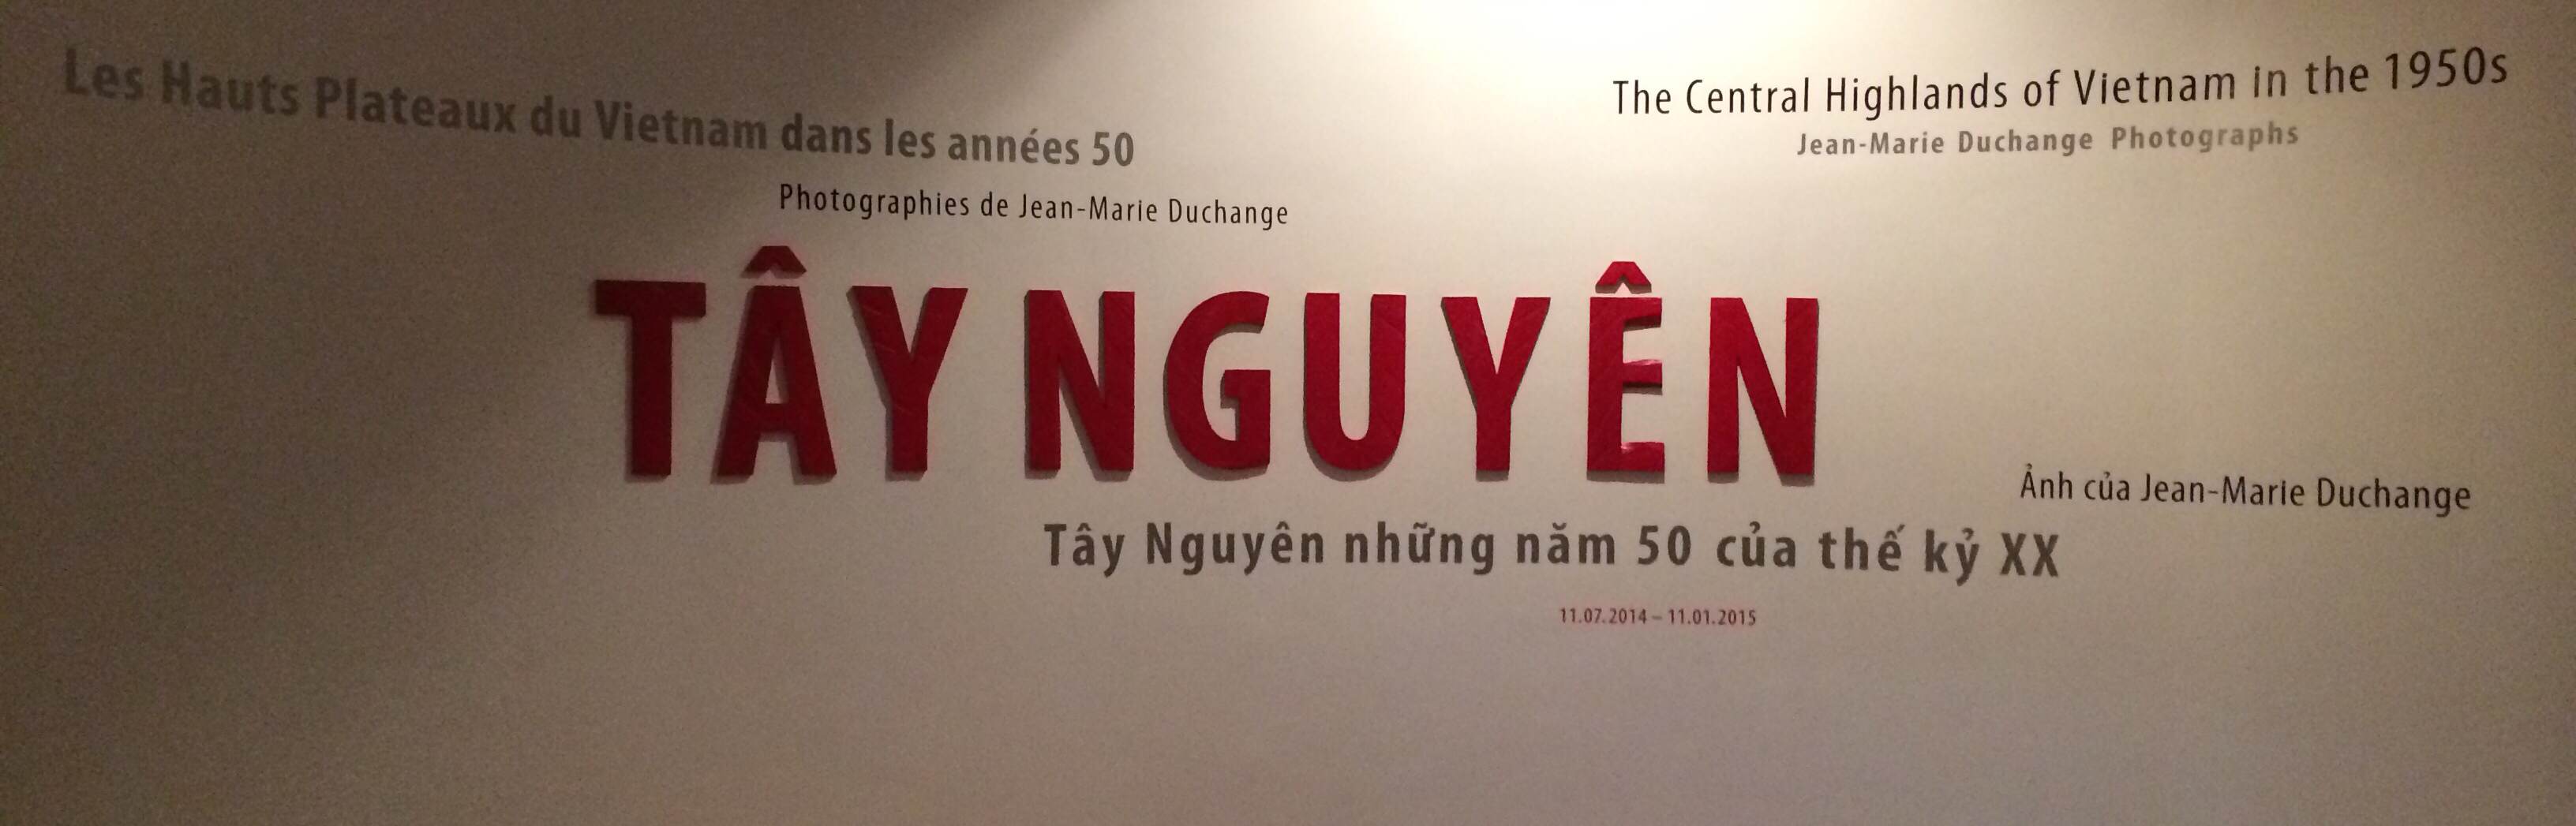 Les Hauts Plateaux du Vietnam dans les années 50
Photographies de Jean-Marie Duchange
The Central Highlands of Vietnam in the 1950s
Jean-Marie Duchange Photographs
TÂY NGUYÊN
Ảnh của Jean-Marie Duchange
Tây Nguyên những năm 50 của thế kỷ XX
11.07.2014 – 11.01.2015